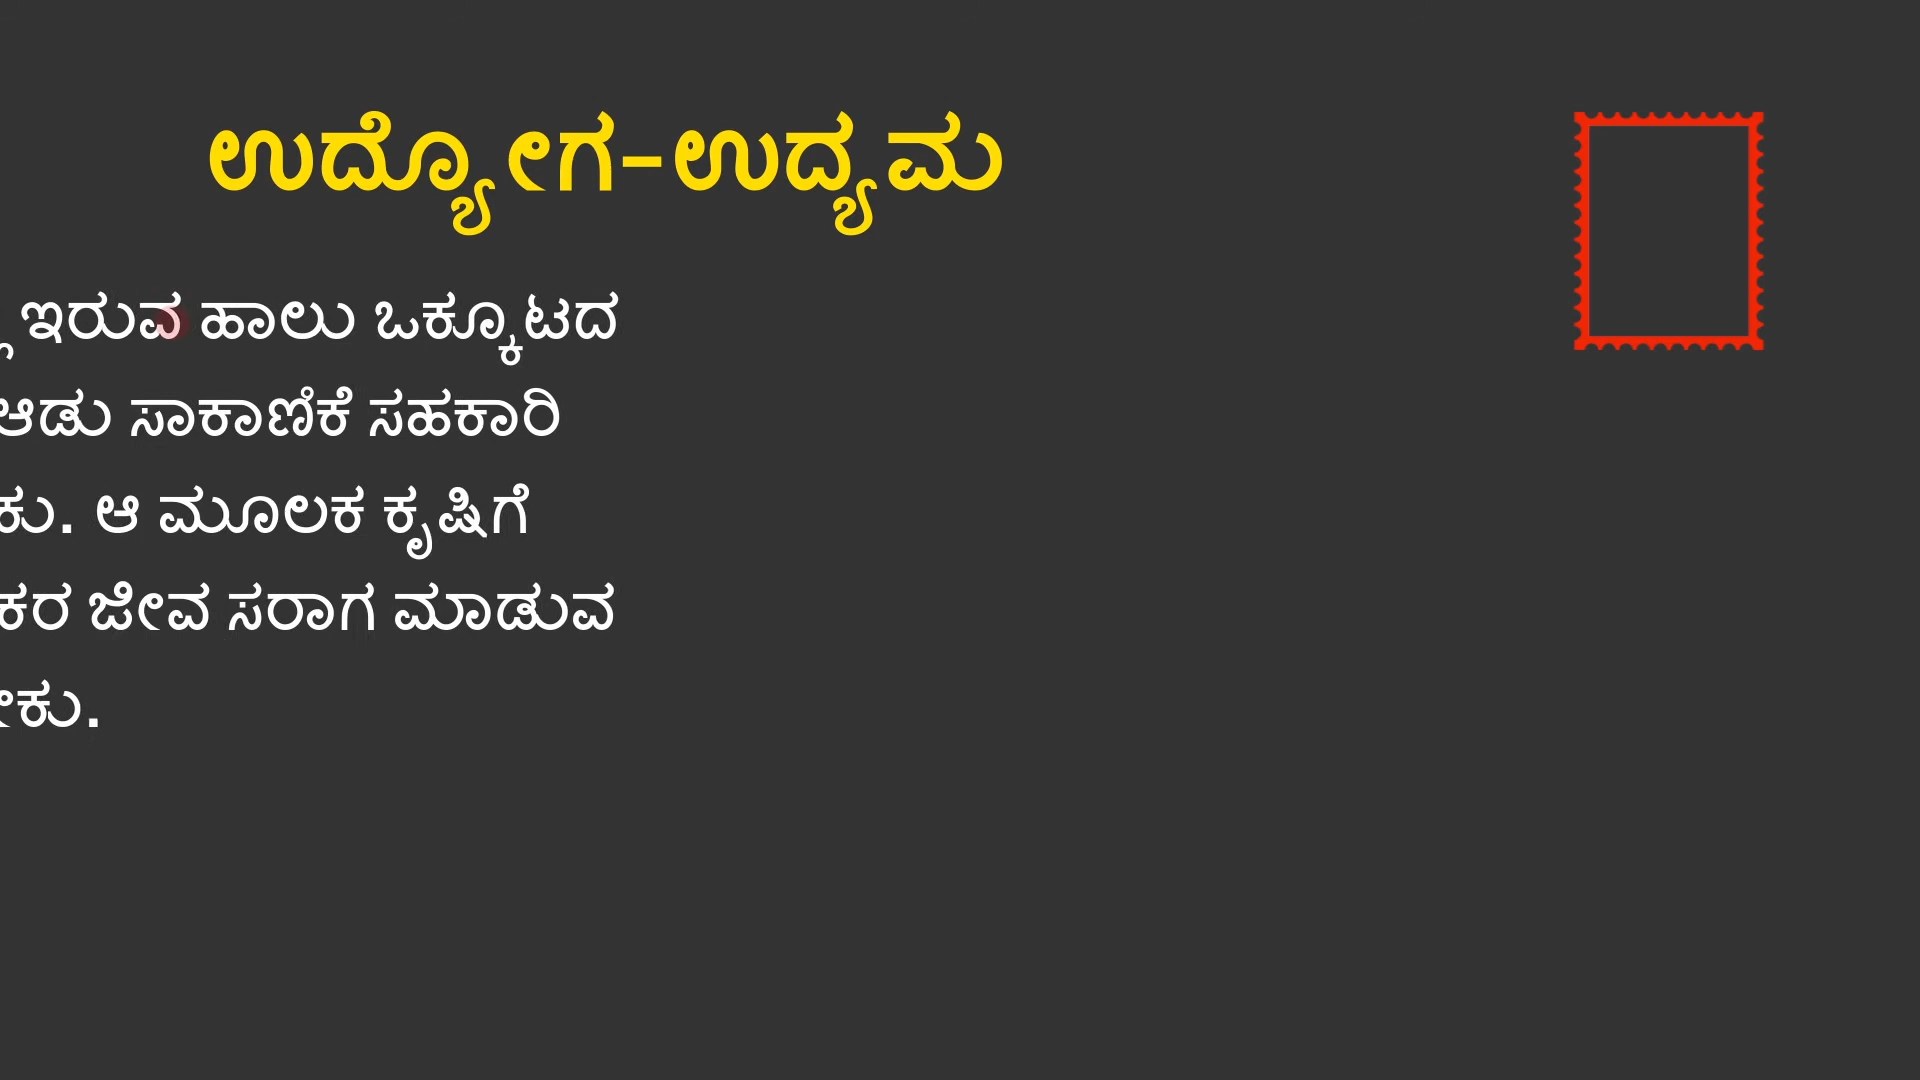 ಉದ್ಯೋಗ-ಉದ್ಯಮ
ಇರುವ ಹಾಲು ಒಕ್ಕೂಟದ
ಆಡು ಸಾಕಾಣಿಕೆ ಸಹಕಾರಿ
ಕು. ಆ ಮೂಲಕ ಕೃಷಿಗೆ
ಕರ ಜೀವ ಸರಾಗ ಮಾಡುವ
ಕು.